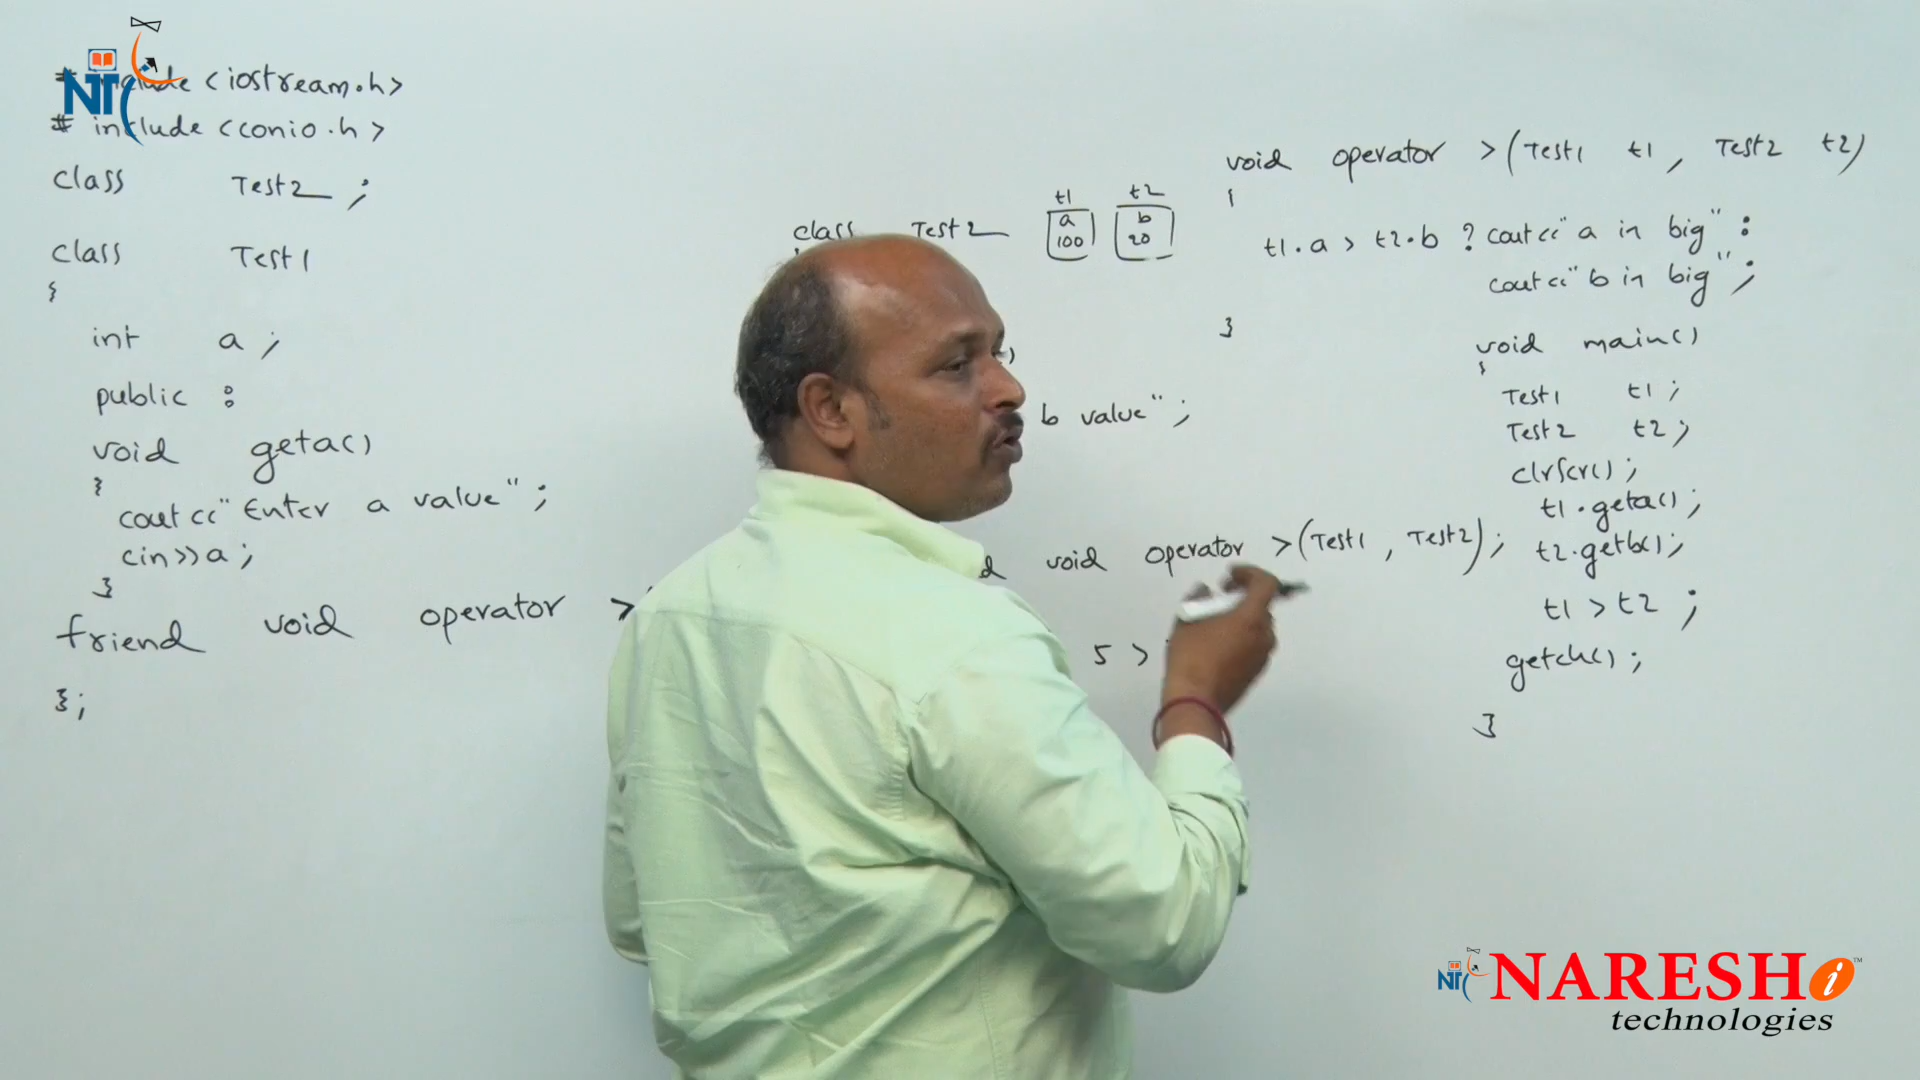 NT
# include <iostream.h>
# include <conio.h>
class Test2 ;
class Test1
{
int a ;
public :
void geta()
{
cout<<"Enter a value" ;
cin>>a ;
}
friend void operator >
};
class Test2
t1 t2
a b
100 20
)
b value" ;
void operator >(Test1 , Test2) ;
5 >
void operator >(Test1 t1 , Test2 t2)
{
t1.a > t2.b ? cout<<"a in big" :
cout<<"b in big" ;
}
void main()
{
Test1 t1 ;
Test2 t2 ;
clrscr() ;
t1.geta() ;
t2.getb() ;
t1 > t2 ;
getch() ;
}
NTi NARESH i ™
technologies